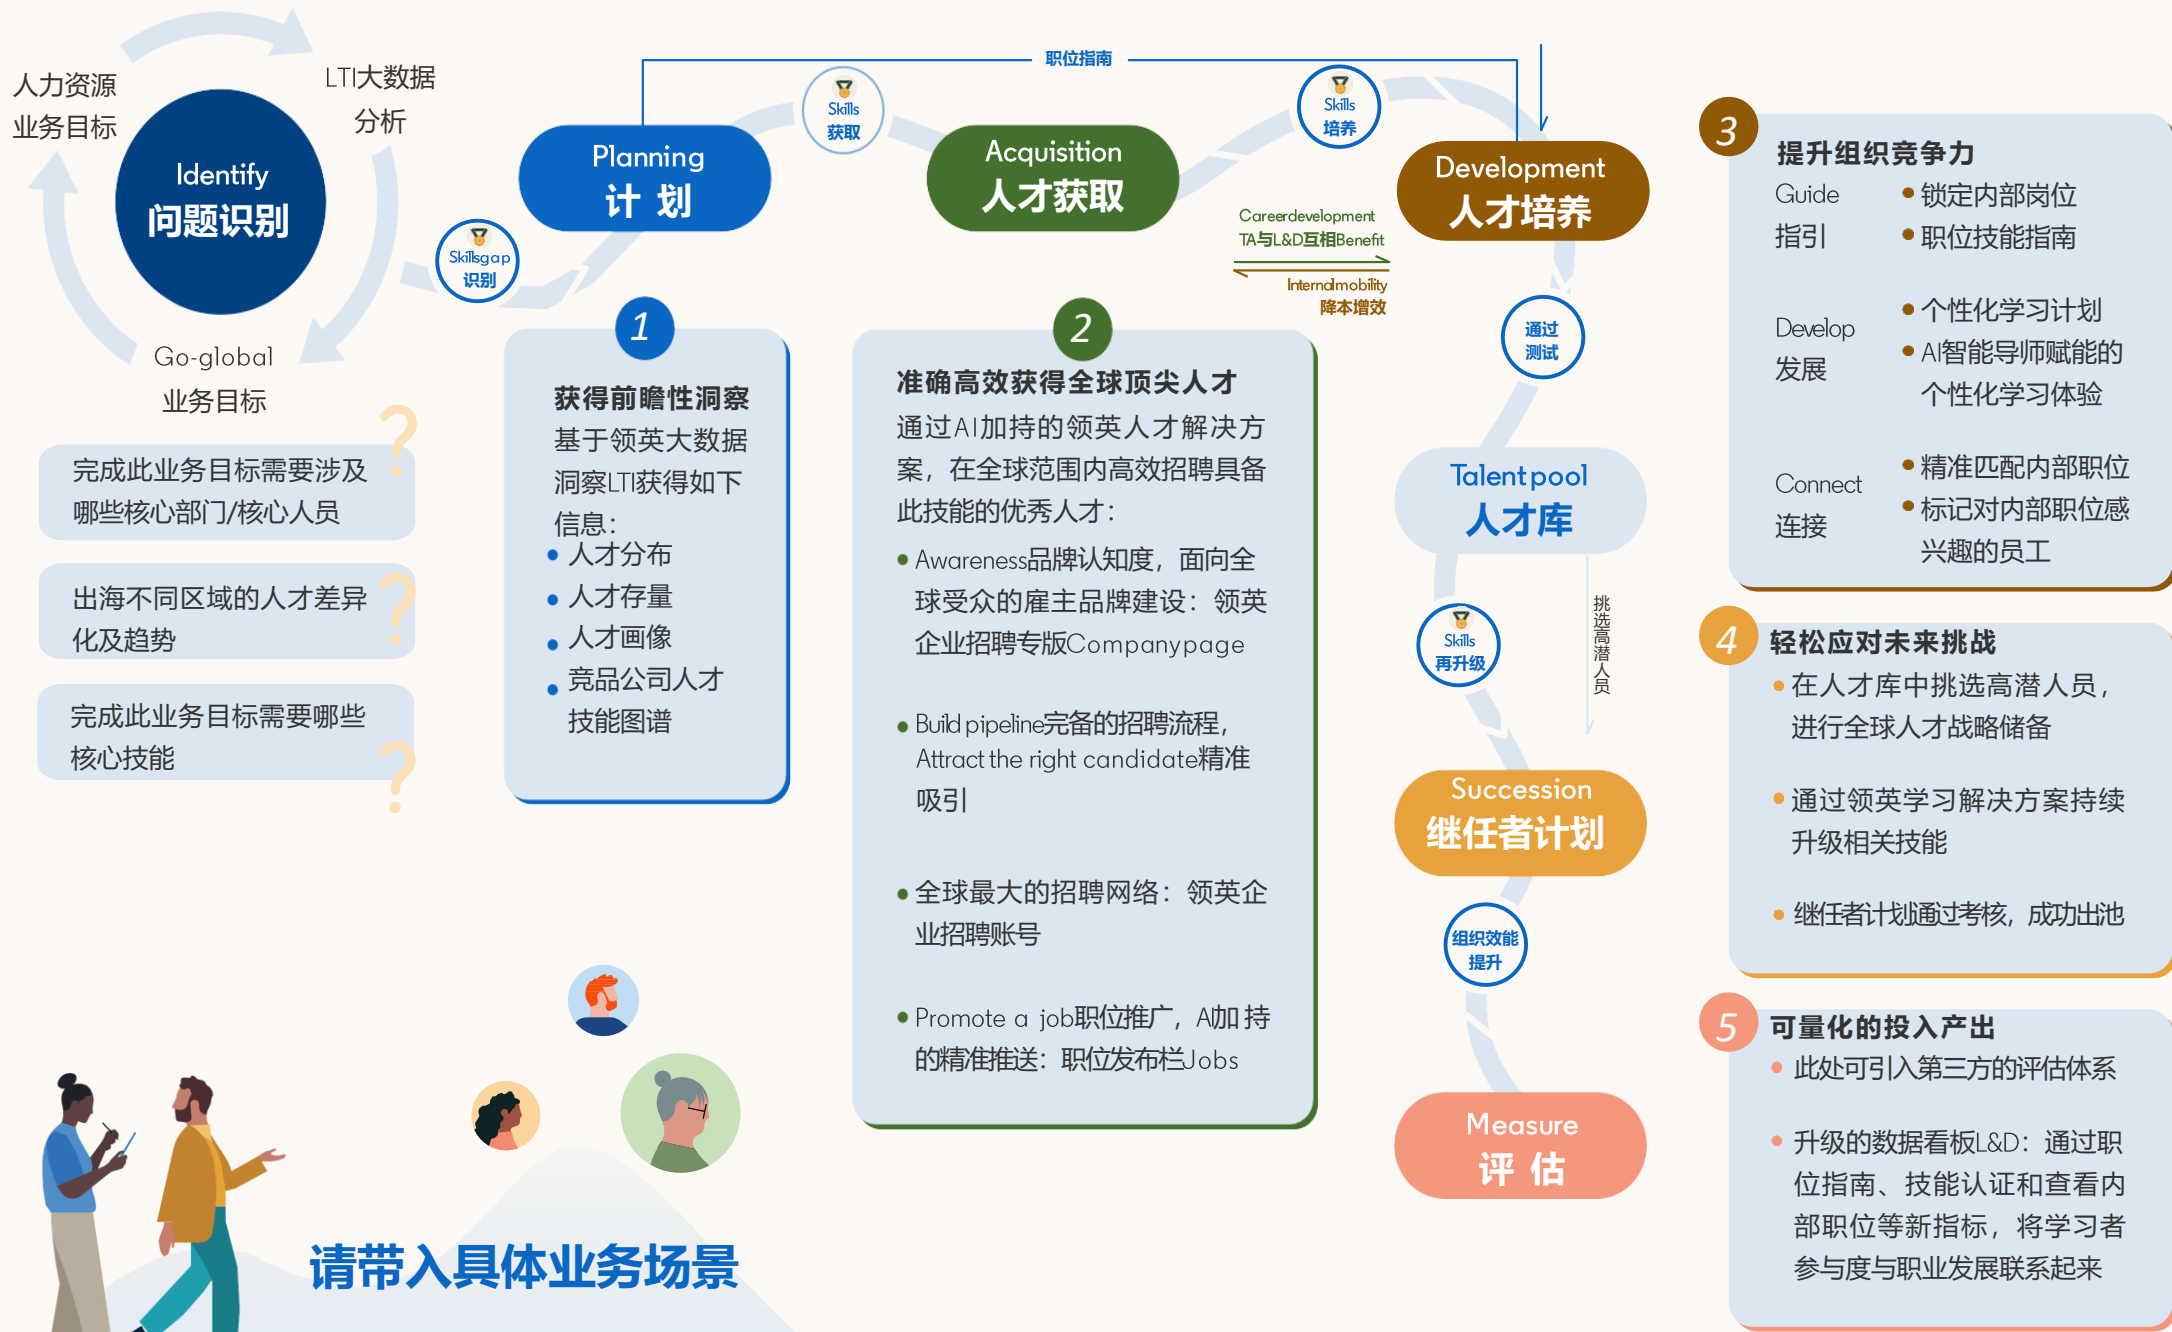 人力资源
业务目标
LTI大数据
分析
Identify
问题识别
Go-global
业务目标
完成此业务目标需要涉及
哪些核心部门/核心人员
?
出海不同区域的人才差异
化及趋势
?
完成此业务目标需要哪些
核心技能
?
Skillsgap
识别
职位指南
Planning
计 划
Skills
获取
Acquisition
人才获取
Skills
培养
Development
人才培养
Careerdevelopment
TA与L&D互相Benefit
Internalmobility
降本增效
1
获得前瞻性洞察
基于领英大数据
洞察LTI获得如下
信息：
人才分布
人才存量
人才画像
竞品公司人才
技能图谱
2
准确高效获得全球顶尖人才
通过AI加持的领英人才解决方
案，在全球范围内高效招聘具备
此技能的优秀人才：
Awareness品牌认知度，面向全
球受众的雇主品牌建设：领英
企业招聘专版Companypage
Build pipeline完备的招聘流程，
Attract the right candidate精准
吸引
全球最大的招聘网络：领英企
业招聘账号
Promote a job职位推广，AI加持
的精准推送：职位发布栏Jobs
通过
测试
Talent pool
人才库
挑选高潜人员
Skills
再升级
Succession
继任者计划
组织效能
提升
Measure
评 估
3
提升组织竞争力
Guide
指引
锁定内部岗位
职位技能指南
Develop
发展
个性化学习计划
AI智能导师赋能的
个性化学习体验
Connect
连接
精准匹配内部职位
标记对内部职位感
兴趣的员工
4
轻松应对未来挑战
在人才库中挑选高潜人员，
进行全球人才战略储备
通过领英学习解决方案持续
升级相关技能
继任者计划通过考核，成功出池
5
可量化的投入产出
此处可引入第三方的评估体系
升级的数据看板L&D：通过职
位指南、技能认证和查看内
部职位等新指标，将学习者
参与度与职业发展联系起来
请带入具体业务场景